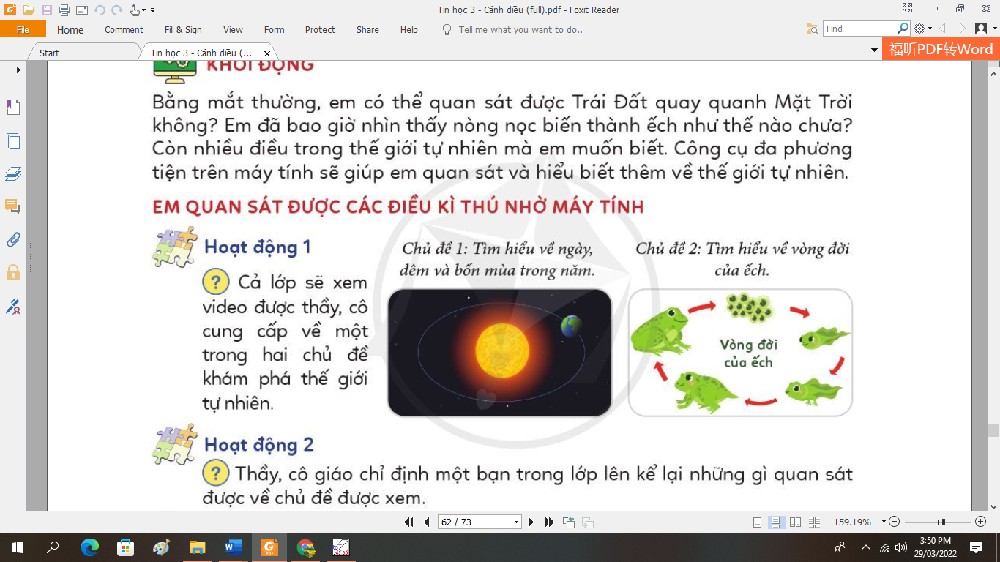 Tin học 3 - Cánh diều (full).pdf - Foxit Reader
File Home Comment Fill & Sign View Form Protect Share Help Tell me what you want to do.. Find
Start Tin học 3 - Cánh diều (... x 福昕PDF转Word
KHỞI ĐỘNG
Bằng mắt thường, em có thể quan sát được Trái Đất quay quanh Mặt Trời
không? Em đã bao giờ nhìn thấy nòng nọc biến thành ếch như thế nào chưa?
Còn nhiều điều trong thế giới tự nhiên mà em muốn biết. Công cụ đa phương
tiện trên máy tính sẽ giúp em quan sát và hiểu biết thêm về thế giới tự nhiên.
EM QUAN SÁT ĐƯỢC CÁC ĐIỀU KÌ THÚ NHỜ MÁY TÍNH
Hoạt động 1
? Cả lớp sẽ xem
video được thầy, cô
cung cấp về một
trong hai chủ đề
khám phá thế giới
tự nhiên.
Chủ đề 1: Tìm hiểu về ngày,
đêm và bốn mùa trong năm.
Chủ đề 2: Tìm hiểu về vòng đời
của ếch.
Vòng đời
của ếch
Hoạt động 2
? Thầy, cô giáo chỉ định một bạn trong lớp lên kể lại những gì quan sát
được về chủ đề được xem.
62 / 73 159.19%
3:50 PM
29/03/2022